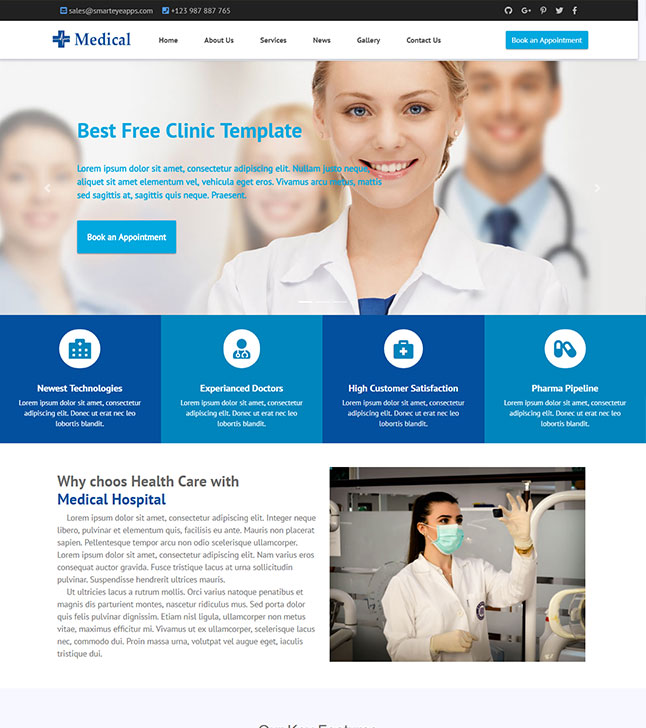 sales@smarteyeapps.com +123 987 887 765
Medical Home About Us Services News Gallery Contact Us Book an Appointment
Best Free Clinic Template
Lorem ipsum dolor sit amet, consectetur adipiscing elit. Nullam justo neque,
aliquet sit amet elementum vel, vehicula eget eros. Vivamus arcu metus, mattis
sed sagittis at, sagittis quis neque. Praesent.
Book an Appointment
Newest Technologies
Lorem ipsum dolor sit amet, consectetur
adipiscing elit. Donec ut erat nec leo
lobortis blandit.
Experianced Doctors
Lorem ipsum dolor sit amet, consectetur
adipiscing elit. Donec ut erat nec leo
lobortis blandit.
High Customer Satisfaction
Lorem ipsum dolor sit amet, consectetur
adipiscing elit. Donec ut erat nec leo
lobortis blandit.
Pharma Pipeline
Lorem ipsum dolor sit amet, consectetur
adipiscing elit. Donec ut erat nec leo
lobortis blandit.
Why choos Health Care with
Medical Hospital
Lorem ipsum dolor sit amet, consectetur adipiscing elit. Integer neque
libero, pulvinar et elementum quis, facilisis eu ante. Mauris non placerat
sapien. Pellentesque tempor arcu non odio scelerisque ullamcorper.
Lorem ipsum dolor sit amet, consectetur adipiscing elit. Nam varius eros
consequat auctor gravida. Fusce tristique lacus at urna sollicitudin
pulvinar. Suspendisse hendrerit ultrices mauris.
Ut ultricies lacus a rutrum mollis. Orci varius natoque penatibus et
magnis dis parturient montes, nascetur ridiculus mus. Sed porta dolor
quis felis pulvinar dignissim. Etiam nisl ligula, ullamcorper non metus
vitae, maximus efficitur mi. Vivamus ut ex ullamcorper, scelerisque lacus
nec, commodo dui. Proin massa urna, volutpat vel augue eget, iaculis
tristique dui.